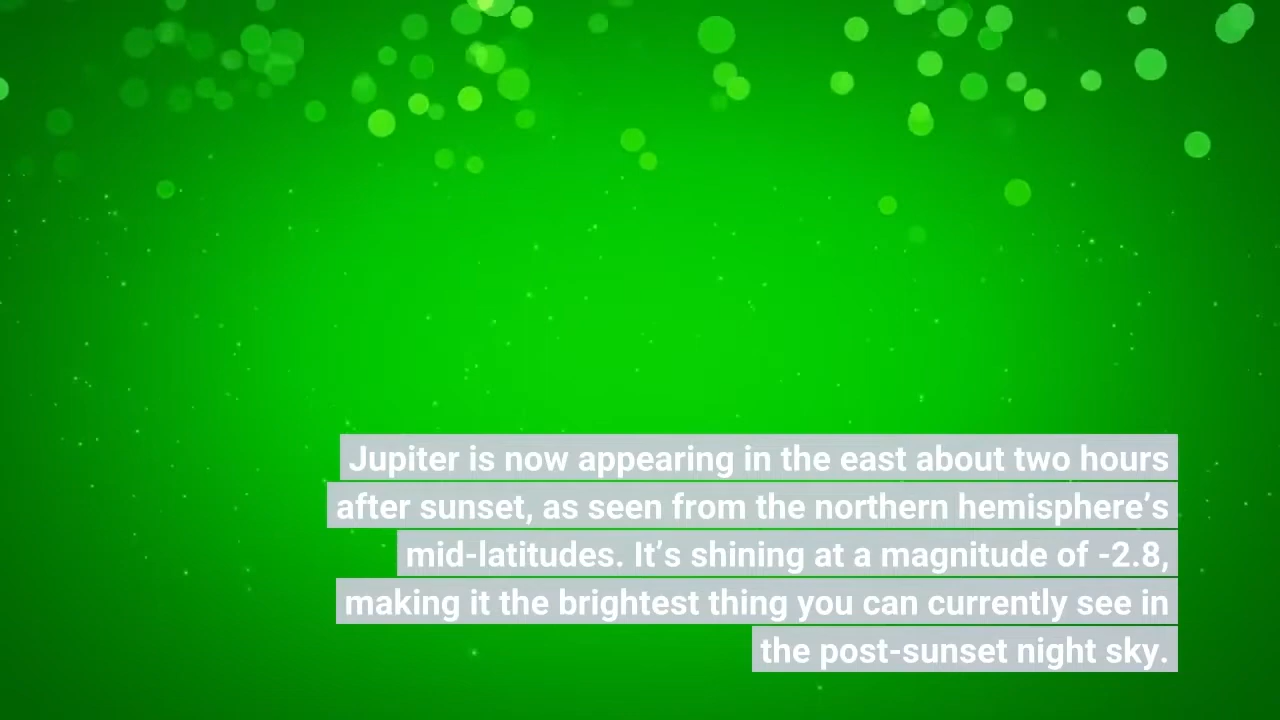 Jupiter is now appearing in the east about two hours
after sunset, as seen from the northern hemisphere’s
mid-latitudes. It’s shining at a magnitude of -2.8,
making it the brightest thing you can currently see in
the post-sunset night sky.